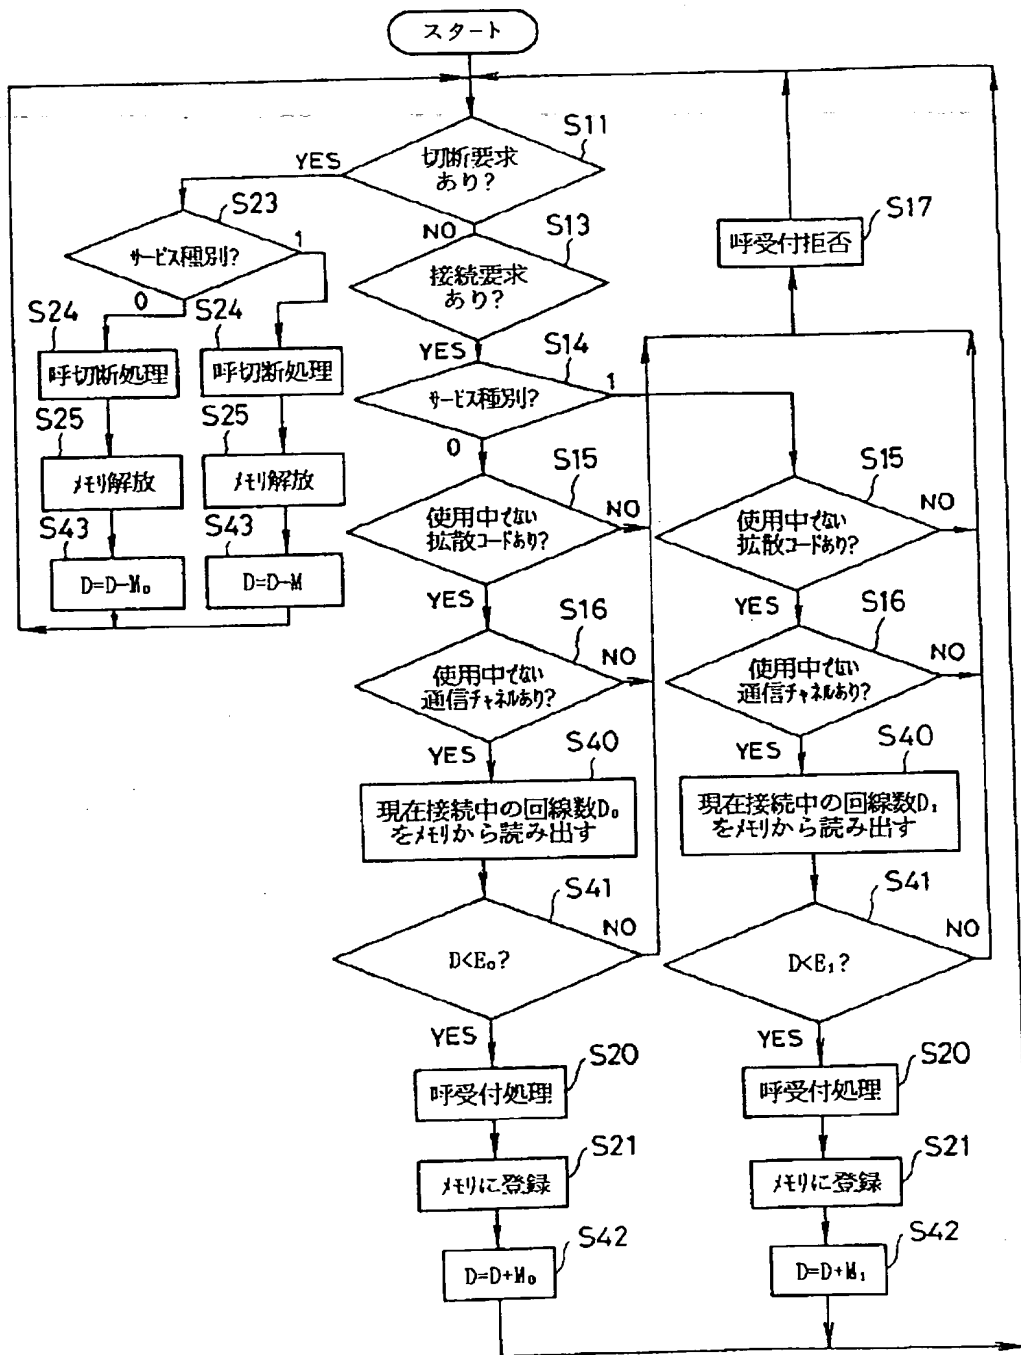 スタート
S11
切断要求
あり?
YES
NO
S23
サービス種別?
1
0
S13
接続要求
あり?
YES
S17
呼受付拒否
S24
呼切断処理
S24
呼切断処理
S14
サービス種別?
1
0
S25
メモリ解放
S25
メモリ解放
S43
D=D-M₀
S43
D=D-M
S15
使用中でない
拡散コードあり?
NO
YES
S15
使用中でない
拡散コードあり?
NO
YES
S16
使用中でない
通信チャネルあり?
NO
YES
S16
使用中でない
通信チャネルあり?
NO
YES
S40
現在接続中の回線数D₀
をメモリから読み出す
S40
現在接続中の回線数D₁
をメモリから読み出す
S41
D<E₀?
NO
YES
S41
D<E₁?
NO
YES
S20
呼受付処理
S20
呼受付処理
S21
メモリに登録
S21
メモリに登録
S42
D=D+M₀
S42
D=D+M₁